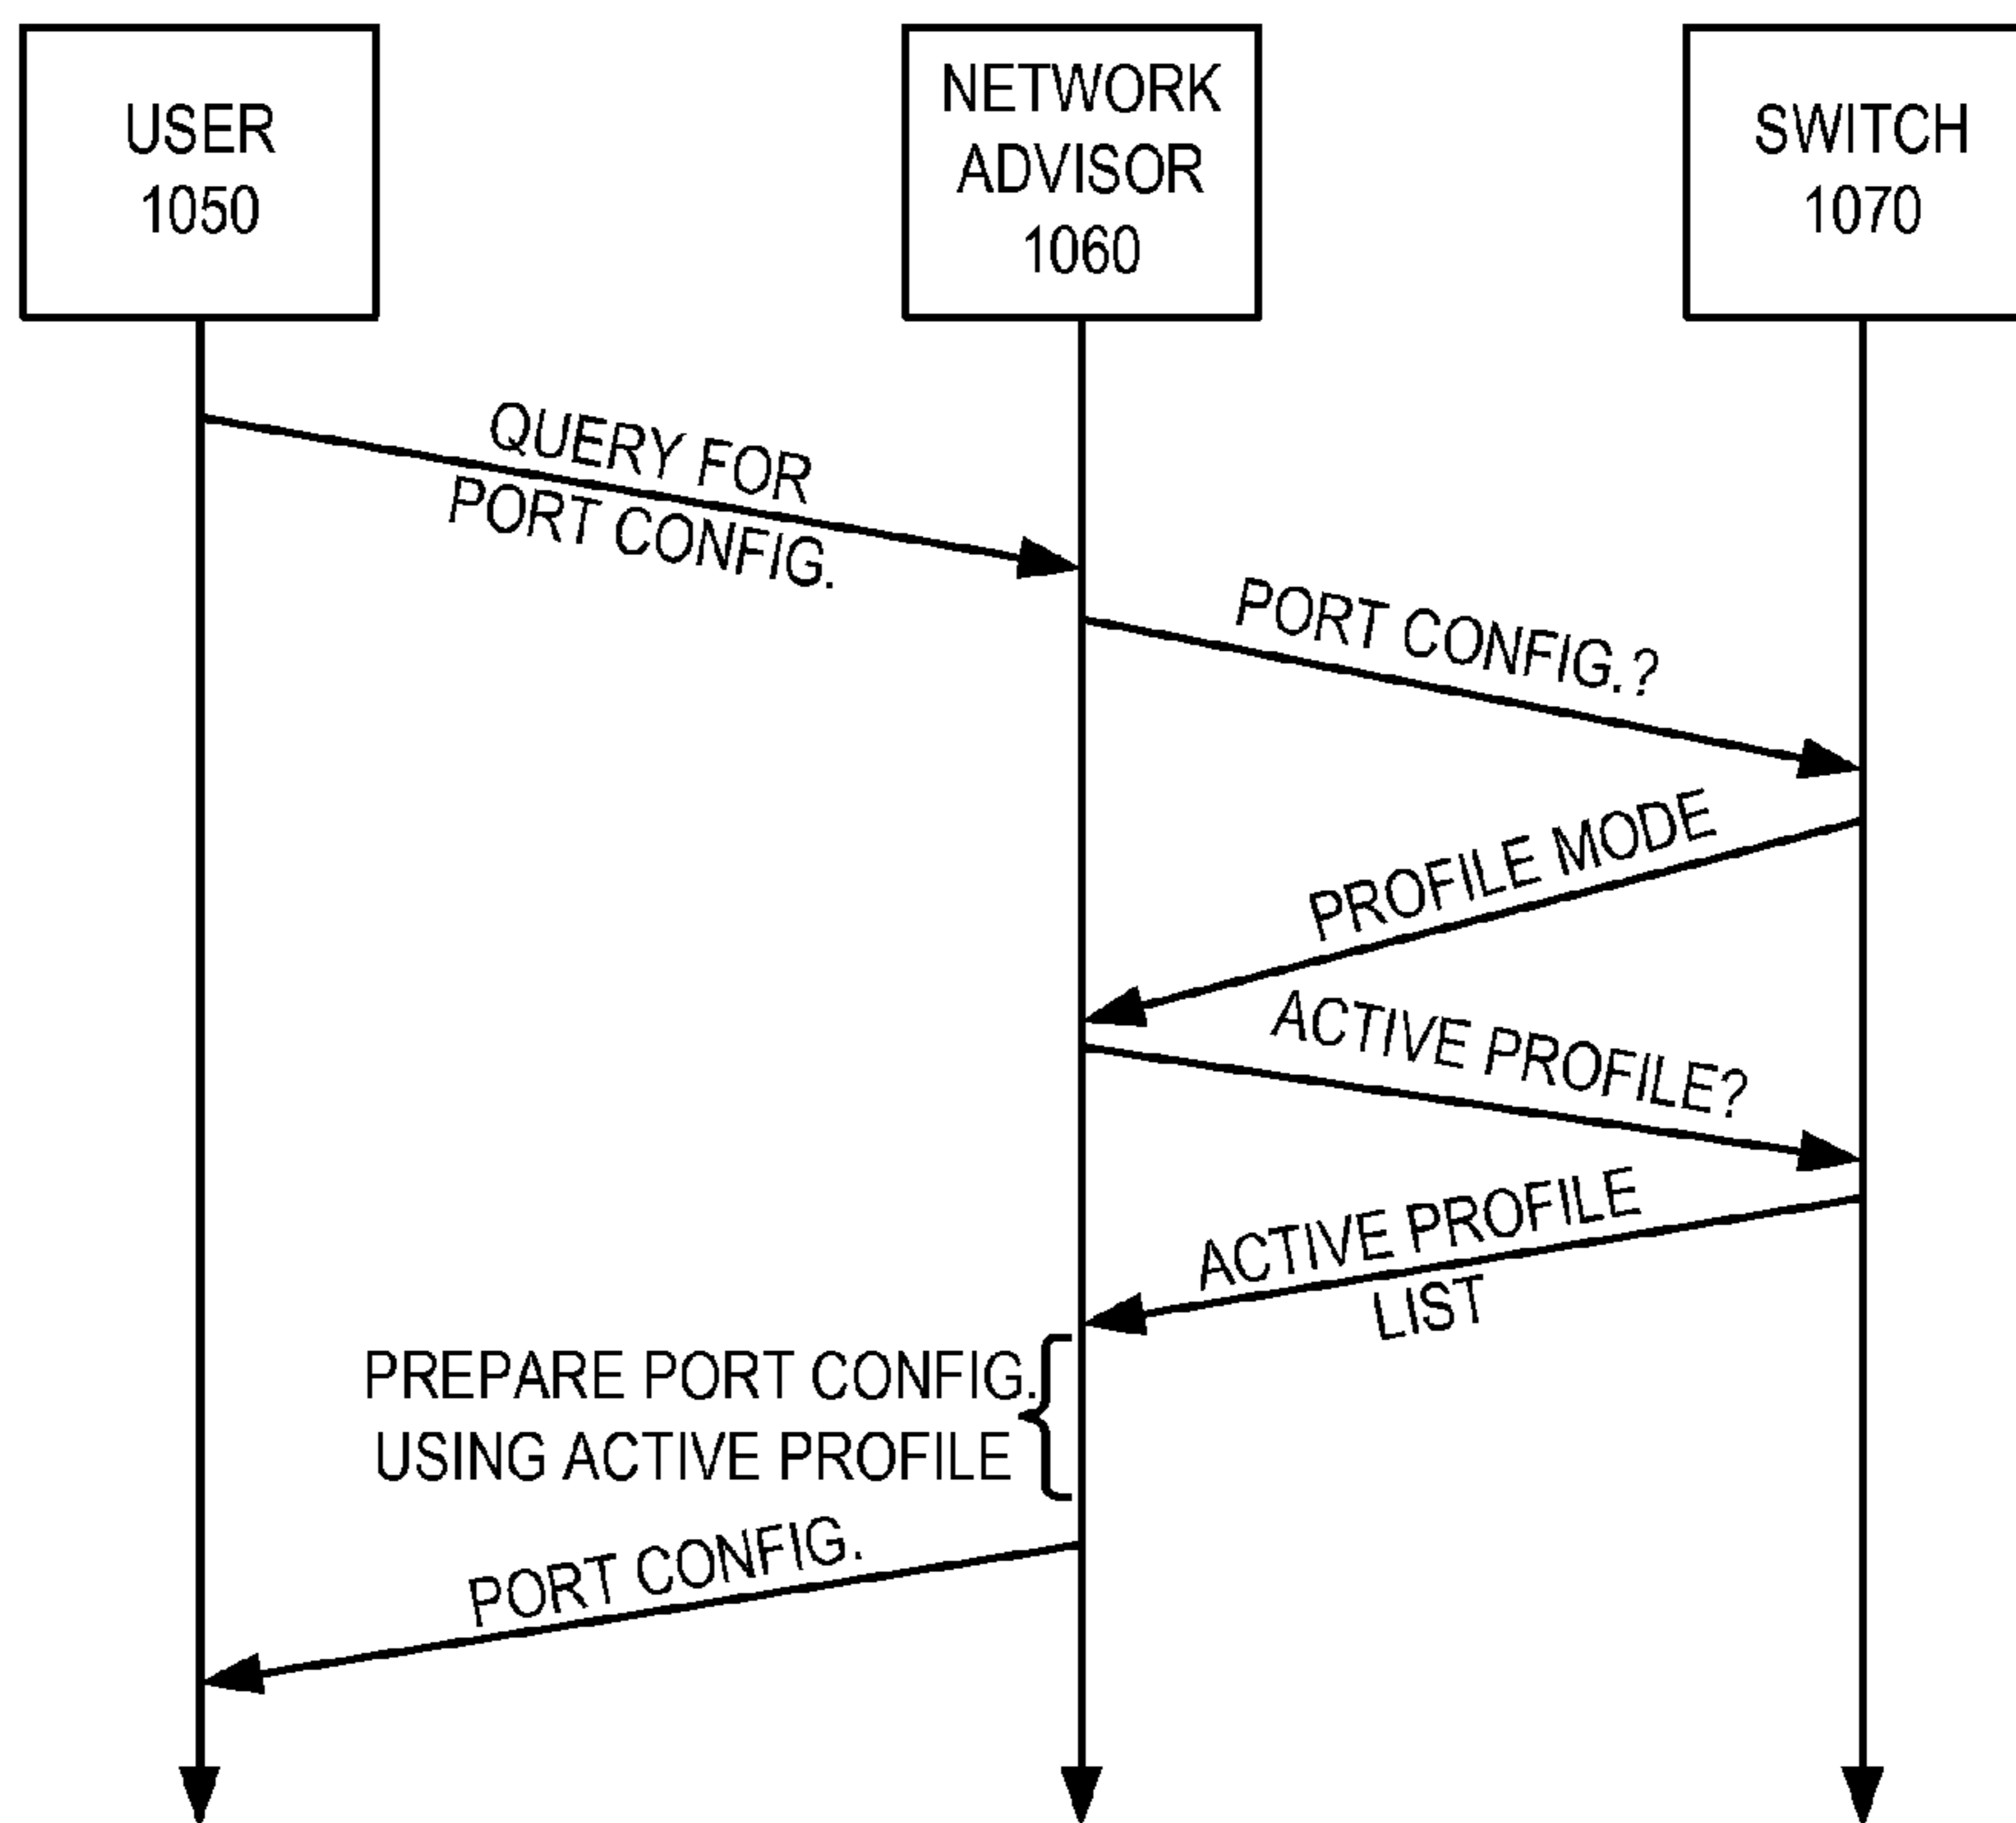 USER
1050
NETWORK
ADVISOR
1060
SWITCH
1070
QUERY FOR
PORT CONFIG.
PORT CONFIG.?
PROFILE MODE
ACTIVE PROFILE?
ACTIVE PROFILE
LIST
PREPARE PORT CONFIG.
USING ACTIVE PROFILE
PORT CONFIG.